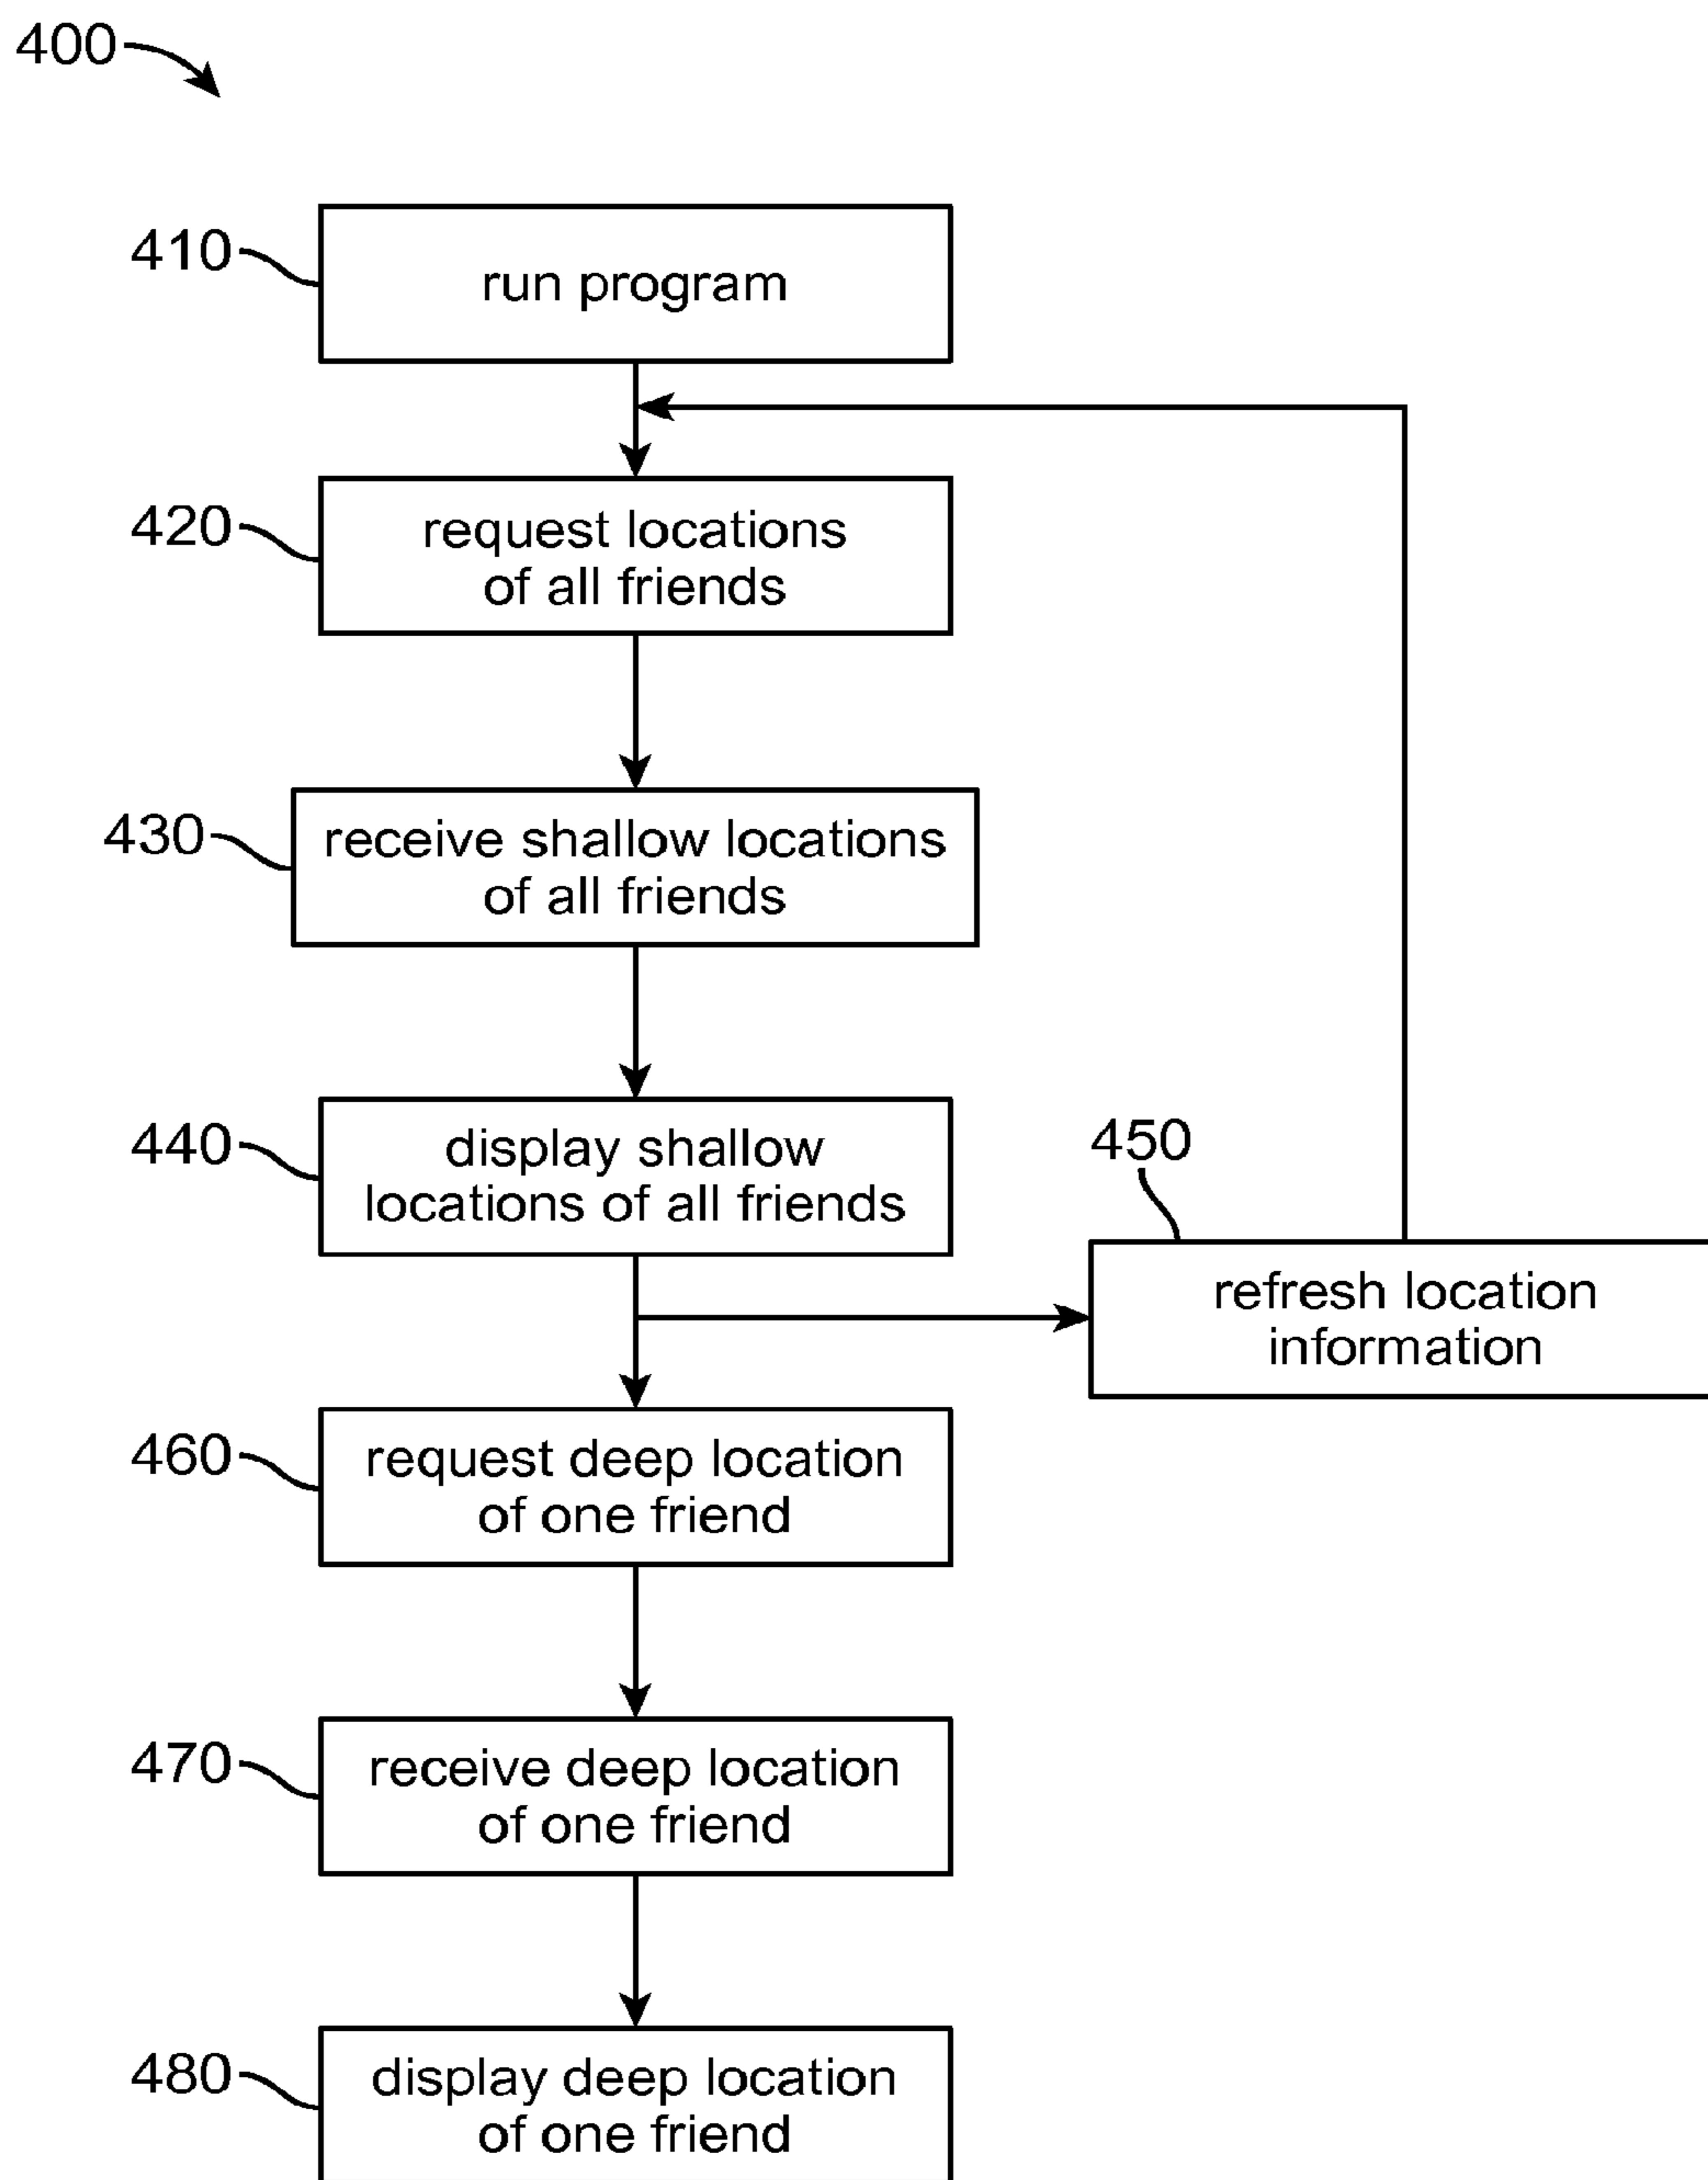 400
410
run program
420
request locations
of all friends
430
receive shallow locations
of all friends
440
display shallow
locations of all friends
450
refresh location
information
460
request deep location
of one friend
470
receive deep location
of one friend
480
display deep location
of one friend